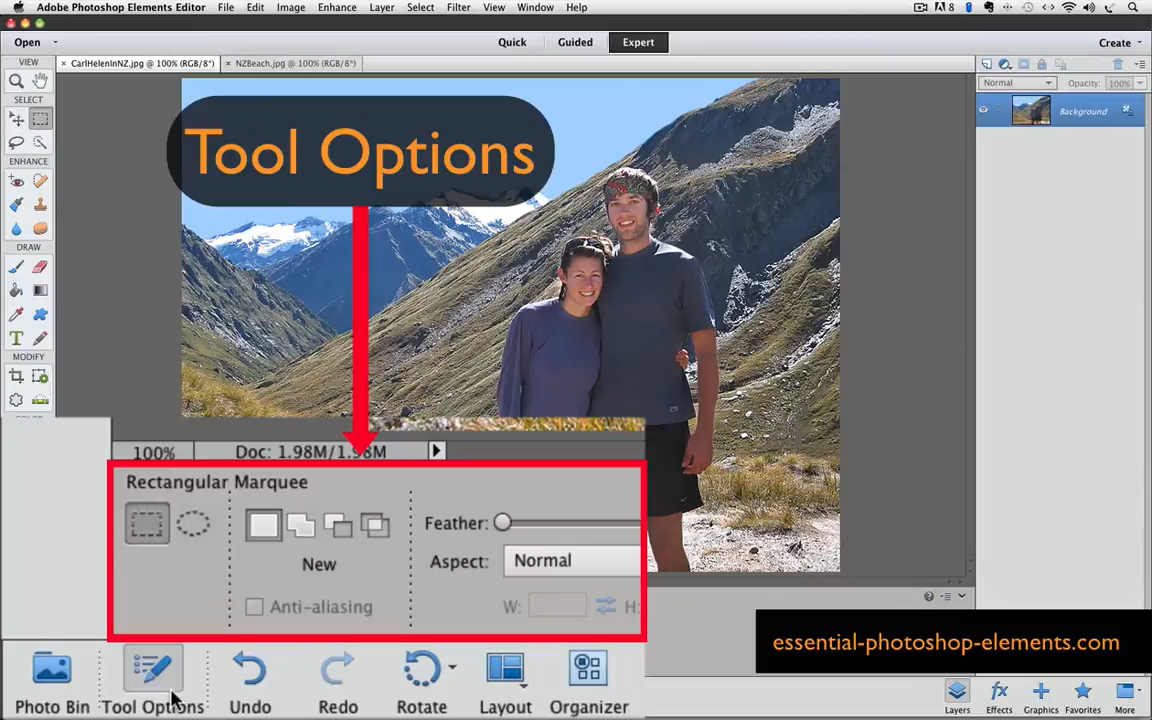 Adobe Photoshop Elements Editor File Edit Image Enhance Layer Select Filter View Window Help
8
Open Quick Guided Expert Create
VIEW
× CarlHelenInNZ.jpg @ 100% (RGB/8*) × NZBeach.jpg @ 100% (RGB/8*)
Normal Opacity: 100%
SELECT
Background
Tool Options
ENHANCE
DRAW
T
MODIFY
100% Doc: 1.98M/1.98M
Rectangular Marquee
Feather:
New
Aspect: Normal
Anti-aliasing
W: H:
essential-photoshop-elements.com
Photo Bin Tool Options Undo Redo Rotate Layout Organizer
fx
Layers Effects Graphics Favorites More